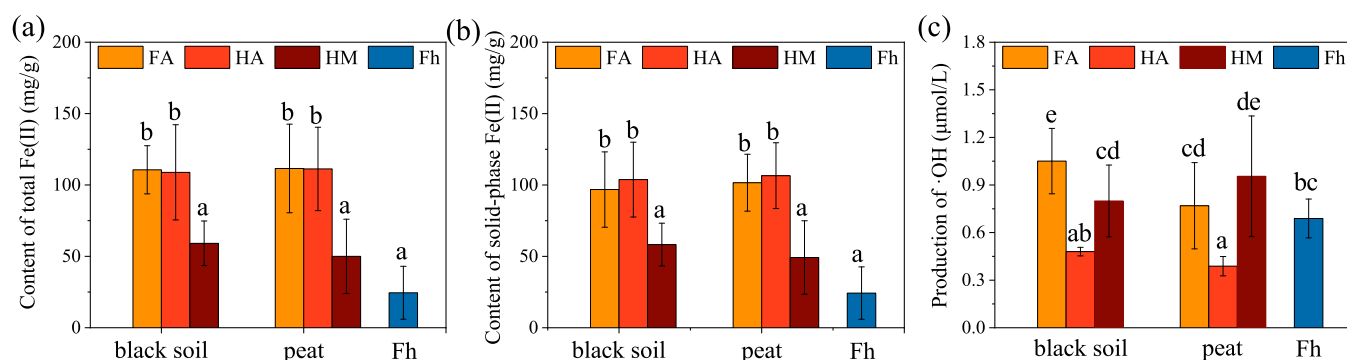 (a)
Content of total Fe(II) (mg/g)
200
150
100
50
0
FA HA HM Fh
b b a b b a a
black soil peat Fh
(b)
Content of solid-phase Fe(II) (mg/g)
200
150
100
50
0
FA HA HM Fh
b b a b b a a
black soil peat Fh
(c)
Production of ·OH (μmol/L)
1.8
1.5
1.2
0.9
0.6
0.3
0.0
FA HA HM Fh
e ab cd cd a de bc
black soil peat Fh